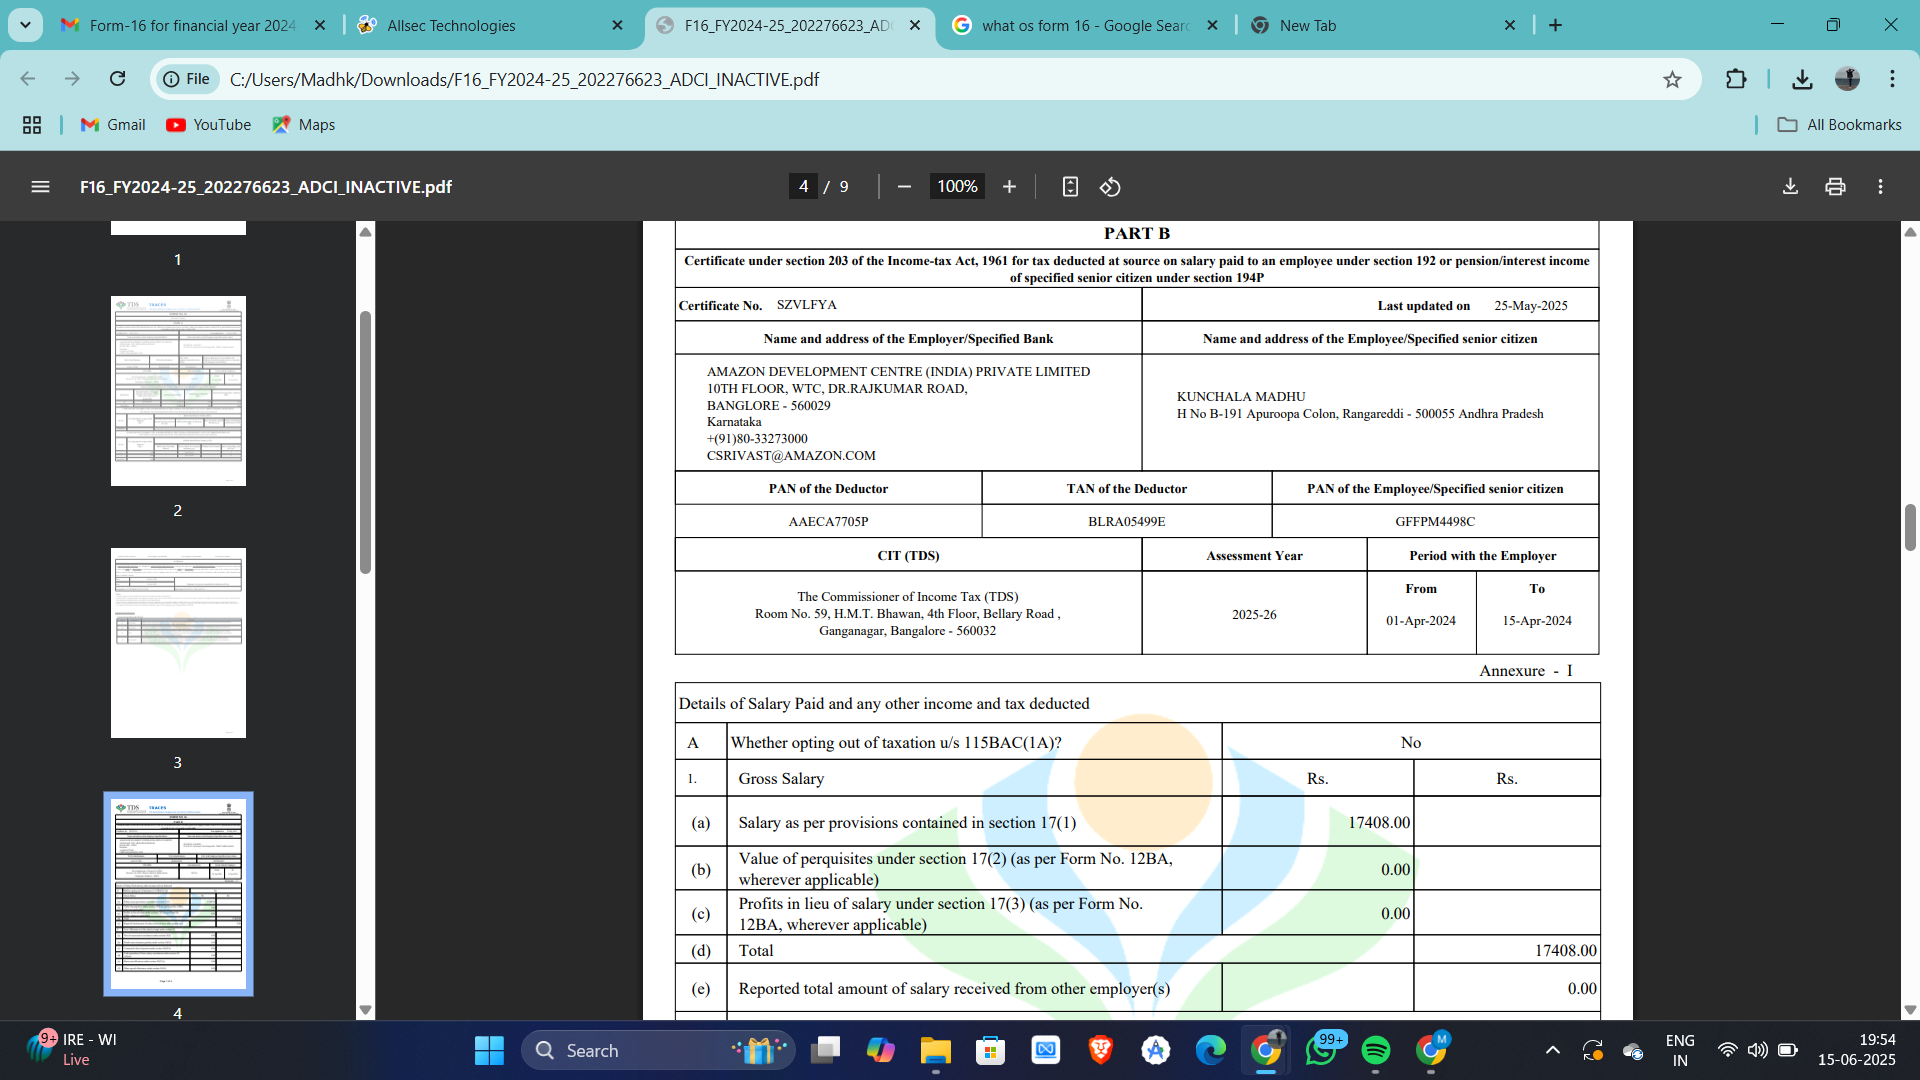 Form-16 for financial year 2024
Allsec Technologies
F16_FY2024-25_202276623_AD
what os form 16 - Google Searc
New Tab
File
C:/Users/Madhk/Downloads/F16_FY2024-25_202276623_ADCI_INACTIVE.pdf
Gmail
YouTube
Maps
All Bookmarks
F16_FY2024-25_202276623_ADCI_INACTIVE.pdf
4 / 9
100%
1
TDS
TRACES
2
3
TDS
TRACES
4
PART B
Certificate under section 203 of the Income-tax Act, 1961 for tax deducted at source on salary paid to an employee under section 192 or pension/interest income
of specified senior citizen under section 194P
Certificate No. SZVLFYA
Last updated on 25-May-2025
Name and address of the Employer/Specified Bank
Name and address of the Employee/Specified senior citizen
AMAZON DEVELOPMENT CENTRE (INDIA) PRIVATE LIMITED
10TH FLOOR, WTC, DR.RAJKUMAR ROAD,
BANGLORE - 560029
Karnataka
+(91)80-33273000
CSRIVAST@AMAZON.COM
KUNCHALA MADHU
H No B-191 Apuroopa Colon, Rangareddi - 500055 Andhra Pradesh
PAN of the Deductor
TAN of the Deductor
PAN of the Employee/Specified senior citizen
AAECA7705P
BLRA05499E
GFFPM4498C
CIT (TDS)
Assessment Year
Period with the Employer
The Commissioner of Income Tax (TDS)
Room No. 59, H.M.T. Bhawan, 4th Floor, Bellary Road ,
Ganganagar, Bangalore - 560032
2025-26
From
To
01-Apr-2024
15-Apr-2024
Annexure - I
Details of Salary Paid and any other income and tax deducted
A Whether opting out of taxation u/s 115BAC(1A)? No
1. Gross Salary Rs. Rs.
(a) Salary as per provisions contained in section 17(1) 17408.00
(b) Value of perquisites under section 17(2) (as per Form No. 12BA,
wherever applicable) 0.00
(c) Profits in lieu of salary under section 17(3) (as per Form No.
12BA, wherever applicable) 0.00
(d) Total 17408.00
(e) Reported total amount of salary received from other employer(s) 0.00
9+
IRE - WI
Live
Search
99+
M
ENG
IN
19:54
15-06-2025